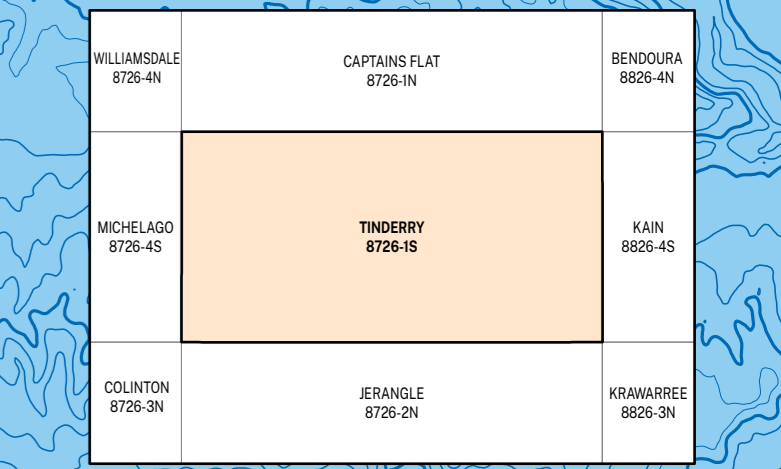 WILLIAMSDALE
8726-4N
CAPTAINS FLAT
8726-1N
BENDOURA
8826-4N
MICHELAGO
8726-4S
TINDERRY
8726-1S
KAIN
8826-4S
COLINTON
8726-3N
JERANGLE
8726-2N
KRAWARREE
8826-3N